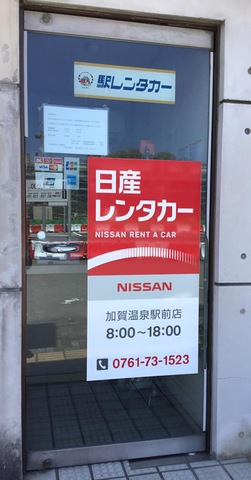 駅レンタカー
日産
レンタカー
NISSAN RENT A CAR
NISSAN
加賀温泉駅前店
8:00～18:00
0761-73-1523